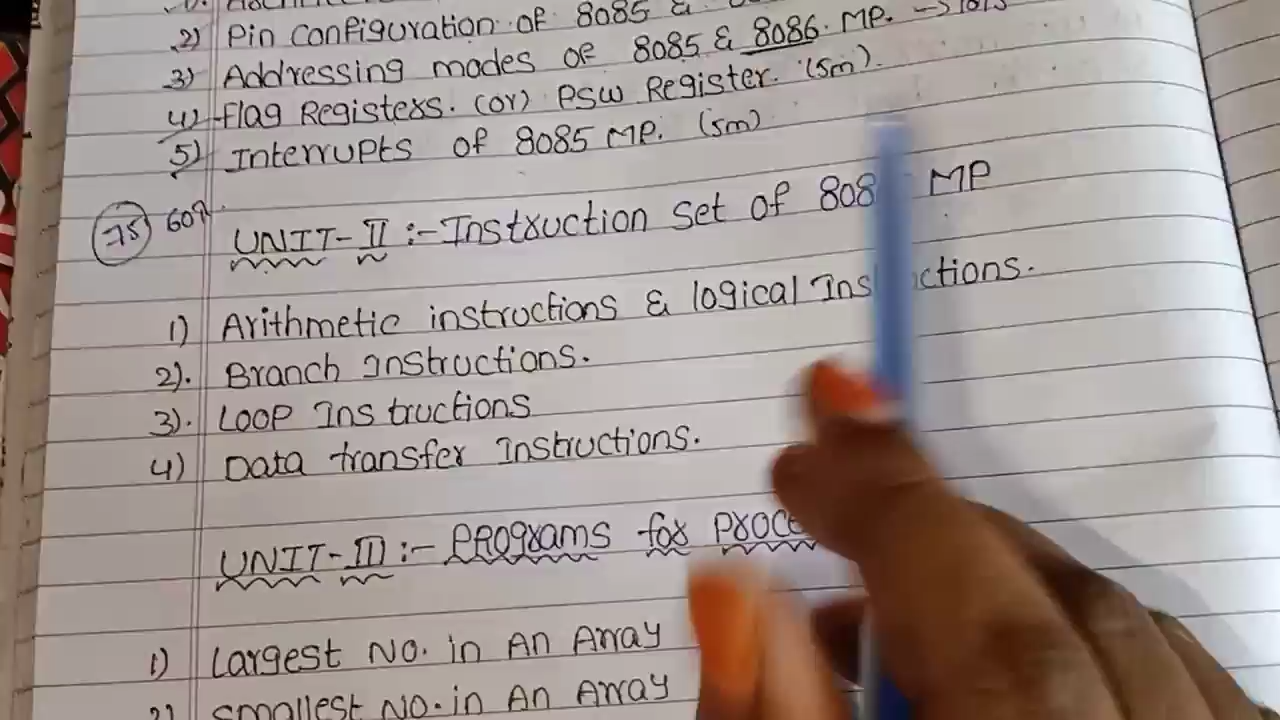 2) Pin Configuration of 8085 &
3) Addressing modes of 8085 & 8086 MP. →
4) Flag Registers. (or) PSW Register. (5m).
5) Interrupts of 8085 MP. (5m)
75 60
UNIT-II :- Instruction set of 808 MP
1) Arithmetic instructions & logical Ins ctions.
2). Branch Instructions.
3). Loop Instructions
4) Data transfer Instructions.
UNIT-III :- Programs for Proce
1) Largest No. in An Array
2) Smallest No. in An Array